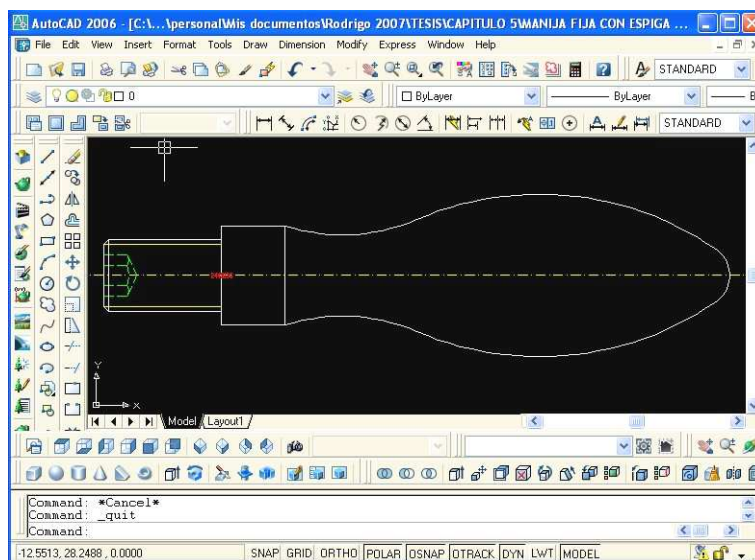 AutoCAD 2006 - [C:\...\personal\Mis documentos\Rodrigo 2007\TESIS\CAPITULO 5\MANIJA FIJA CON ESPIGA ...
File Edit View Insert Format Tools Draw Dimension Modify Express Window Help
STANDARD
0 ByLayer ByLayer B
STANDARD
Y
X
Model Layout1
Command: *Cancel*
Command: _quit
Command:
-12.5513, 28.2488 , 0.0000 SNAP GRID ORTHO POLAR OSNAP OTRACK DYN LWT MODEL